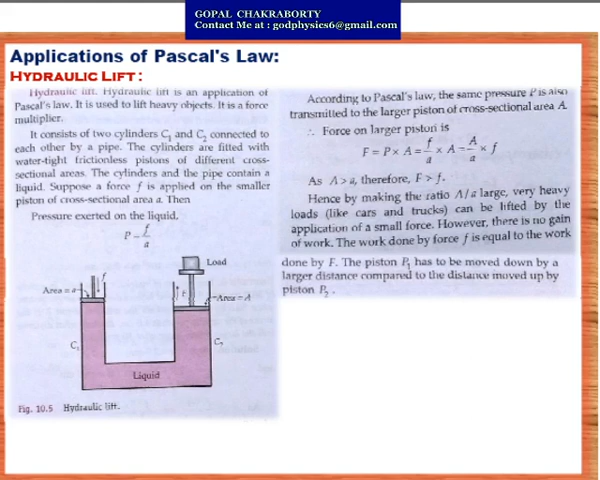 GOPAL CHAKRABORTY
Contact Me at : godphysics6@gmail.com
Applications of Pascal's Law:
HYDRAULIC LIFT :
Hydraulic lift. Hydraulic lift is an application of
Pascal's law. It is used to lift heavy objects. It is a force
multiplier.
It consists of two cylinders C₁ and C₂ connected to
each other by a pipe. The cylinders are fitted with
water-tight frictionless pistons of different cross-
sectional areas. The cylinders and the pipe contain a
liquid. Suppose a force f is applied on the smaller
piston of cross-sectional area a. Then
Pressure exerted on the liquid,
P = f/a
Load
Area = a
f
F
Area = A
C₁
C₂
Liquid
Fig. 10.5 Hydraulic lift.
According to Pascal's law, the same pressure P is also
transmitted to the larger piston of cross-sectional area A.
∴ Force on larger piston is
F = P × A = f/a × A = A/a × f
As A > a, therefore, F > f.
Hence by making the ratio A/a large, very heavy
loads (like cars and trucks) can be lifted by the
application of a small force. However, there is no gain
of work. The work done by force f is equal to the work
done by F. The piston P₁ has to be moved down by a
larger distance compared to the distance moved up by
piston P₂ .